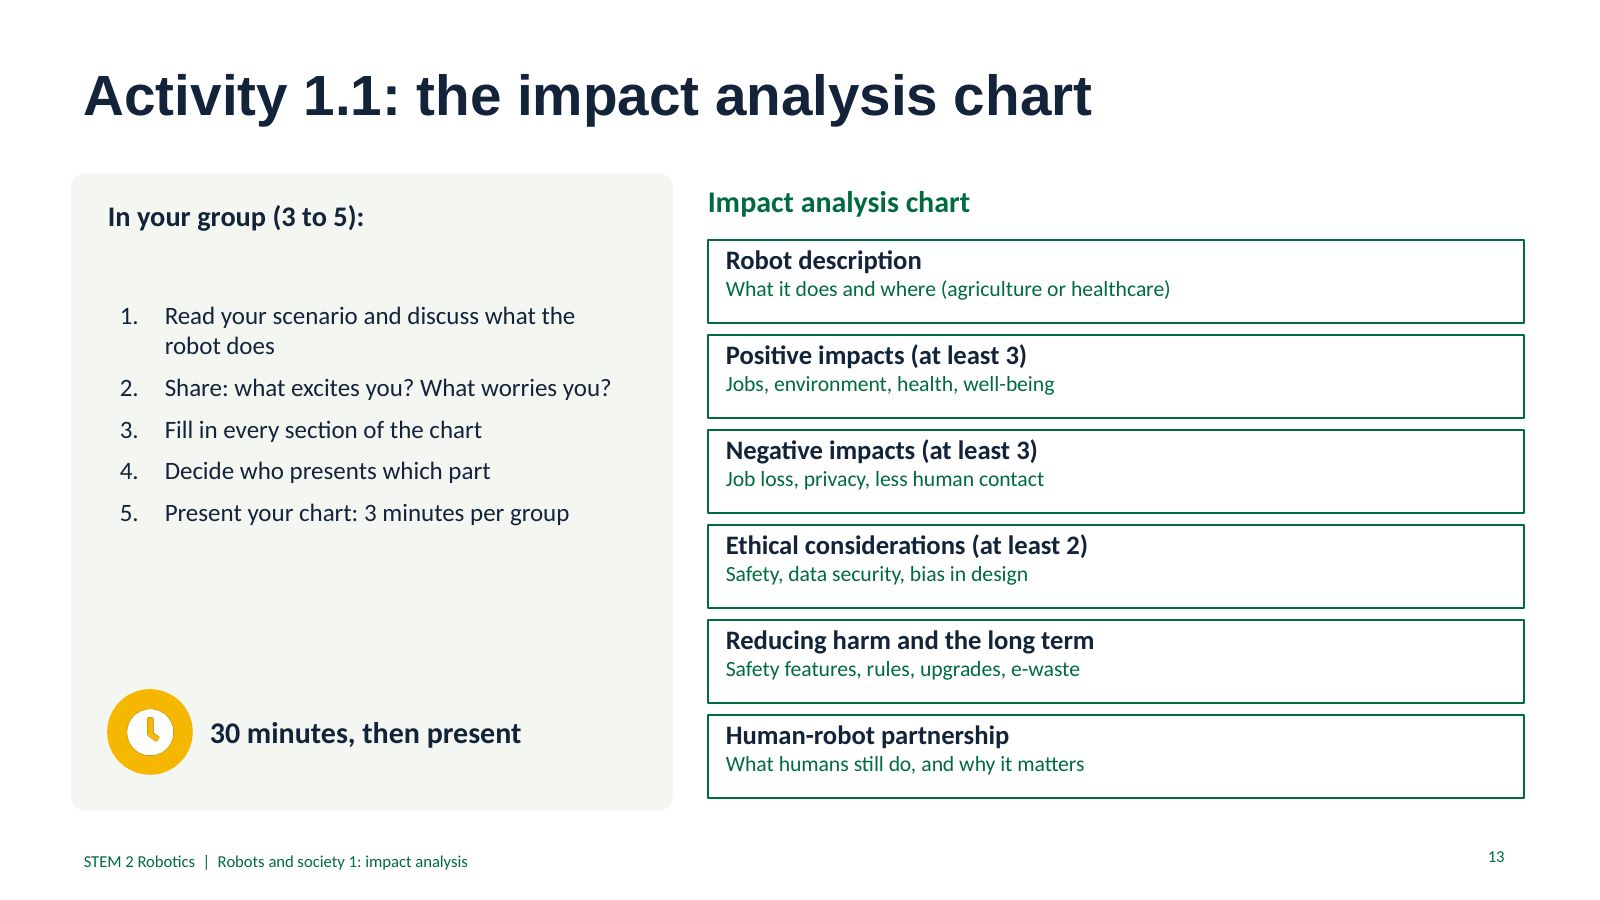 Activity 1.1: the impact analysis chart
In your group (3 to 5):
1. Read your scenario and discuss what the
robot does
2. Share: what excites you? What worries you?
3. Fill in every section of the chart
4. Decide who presents which part
5. Present your chart: 3 minutes per group
30 minutes, then present
Impact analysis chart
Robot description
What it does and where (agriculture or healthcare)
Positive impacts (at least 3)
Jobs, environment, health, well-being
Negative impacts (at least 3)
Job loss, privacy, less human contact
Ethical considerations (at least 2)
Safety, data security, bias in design
Reducing harm and the long term
Safety features, rules, upgrades, e-waste
Human-robot partnership
What humans still do, and why it matters
STEM 2 Robotics | Robots and society 1: impact analysis
13